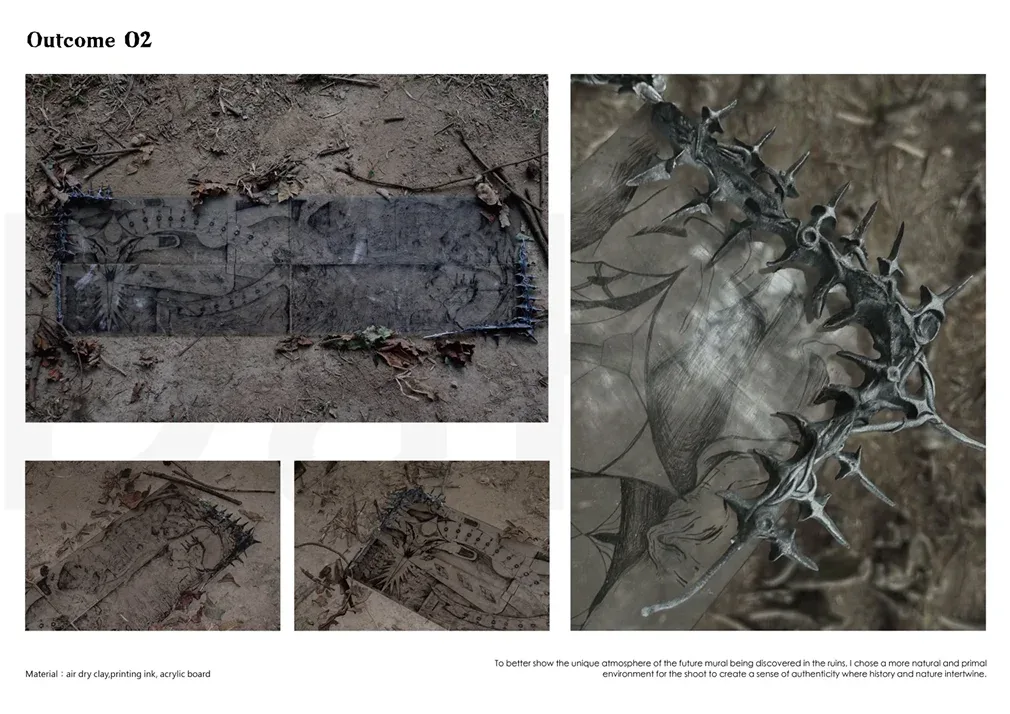 Outcome 02
Material：air dry clay,printing ink, acrylic board
To better show the unique atmosphere of the future mural being discovered in the ruins, I chose a more natural and primal
environment for the shoot to create a sense of authenticity where history and nature intertwine.